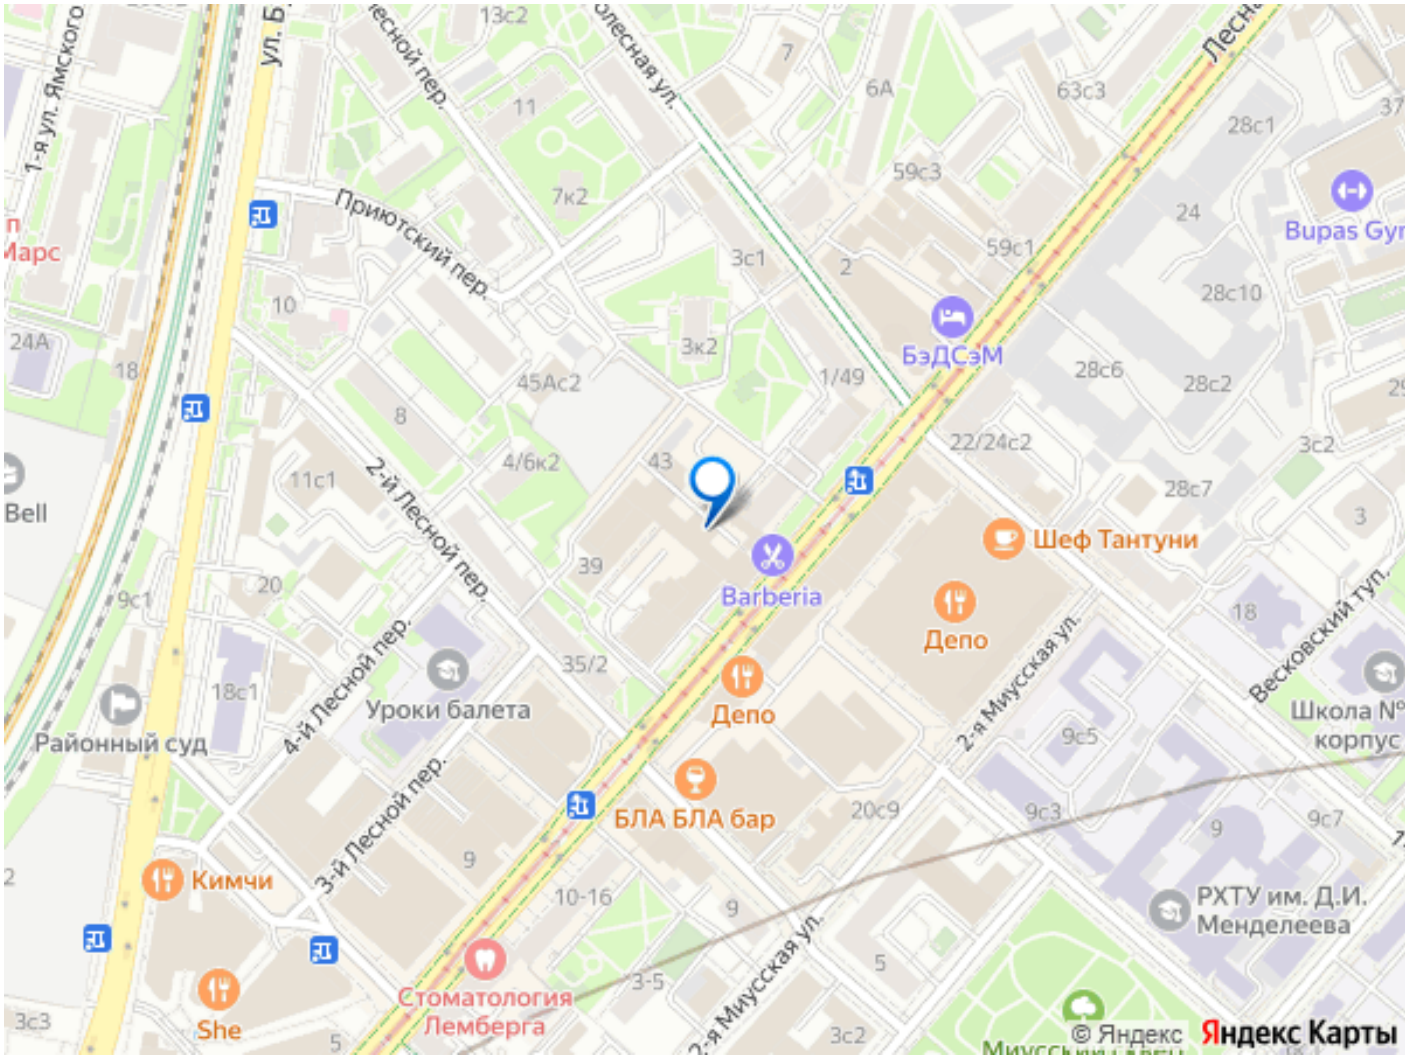 13с2
Лесной пер.
олесная ул.
7
6А
63с3
Лесна
28с1
37
ул. Б
1-я ул. Ямского
11
7к2
59с3
24
Bupas Gyr
п
Марс
Приютский пер.
3с1
2
59с1
28с10
10
24А
18
3к2
БэДСэМ
45Ас2
1/49
28с6
28с2
29
8
22/24с2
3с2
4/6к2
43
11с1
2-й Лесной пер.
28с7
3
Bell
Шеф Тантуни
39
Barberia
20
9с1
Депо
18
Весковский туп.
35/2
18с1
4-й Лесной пер.
Уроки балета
Депо
2-я Миусская ул.
Школа №
корпус
Районный суд
9с5
БЛА БЛА бар
20с9
9с3
9
9с7
1
3-й Лесной пер.
9
2
Кимчи
10-16
9
РХТУ им. Д.И.
Менделеева
2-я Миусская ул.
5
Стоматология
Лемберга
3-5
She
3с3
5
3с2
© Яндекс
Яндекс Карты